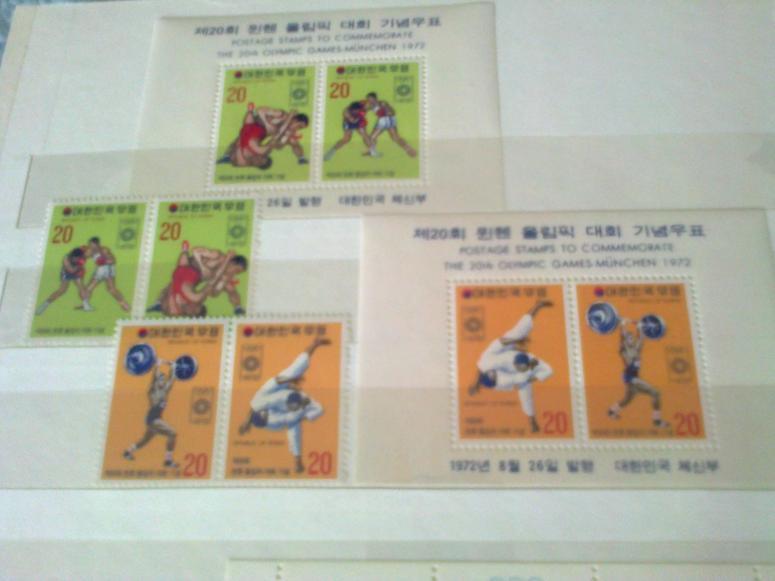 제20회 뮌헨 올림픽 대회 기념우표
POSTAGE STAMPS TO COMMEMORATE
THE 20th OLYMPIC GAMES-MÜNCHEN 1972
대한민국우표
대한민국우표
20
20
26일 발행 대한민국 체신부
대한민국우표
대한민국우표
20
20
대한민국우표
대한민국우표
REPUBLIC OF KOREA
20
20
제20회 뮌헨 올림픽 대회 기념우표
POSTAGE STAMPS TO COMMEMORATE
THE 20th OLYMPIC GAMES-MÜNCHEN 1972
대한민국우표
대한민국우표
REPUBLIC OF KOREA
20
20
1972년 8월 26일 발행 대한민국 체신부